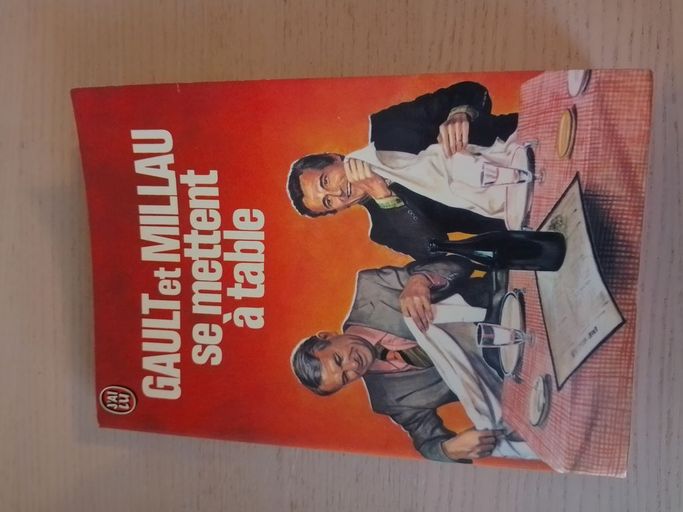 GAULT et MILLAU
se mettent
à table
J'AI
LU